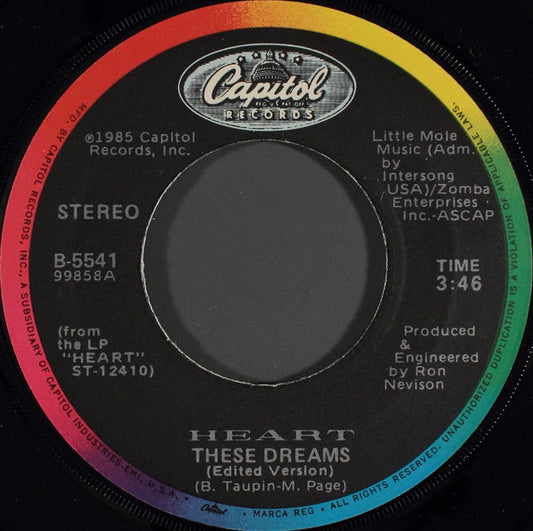 Capitol
REG. U.S. PAT. OFF.
RECORDS
℗1985 Capitol
Records, Inc.
Little Mole
Music (Adm.
by
Intersong
USA)/Zomba
Enterprises
Inc.-ASCAP
STEREO
B-5541
99858A
TIME
3:46
(from
the LP
"HEART"
ST-12410)
Produced
&
Engineered
by Ron
Nevison
HEART
THESE DREAMS
(Edited Version)
(B. Taupin-M. Page)
MFD. BY CAPITOL RECORDS, INC., A SUBSIDIARY OF CAPITOL INDUSTRIES-EMI, U.S.A. • Capitol • MARCA REG • ALL RIGHTS RESERVED. UNAUTHORIZED DUPLICATION IS A VIOLATION OF APPLICABLE LAWS.